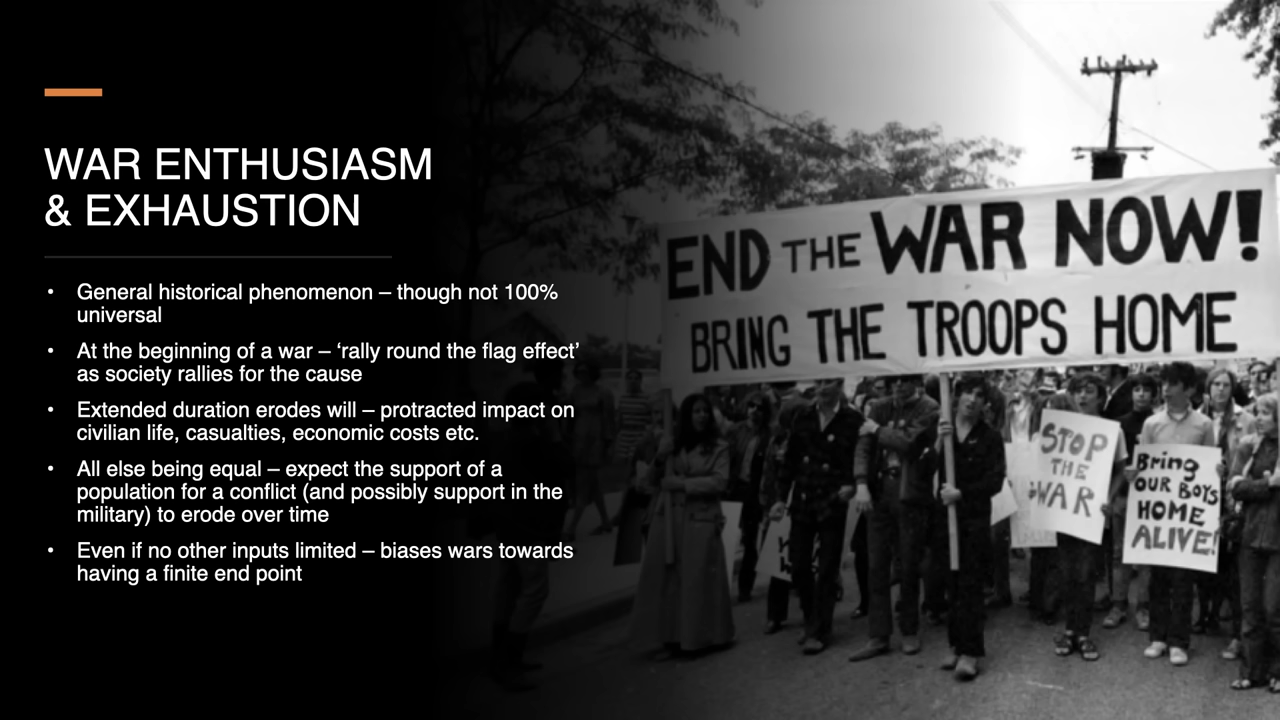 WAR ENTHUSIASM
& EXHAUSTION
• General historical phenomenon – though not 100%
universal
• At the beginning of a war – ‘rally round the flag effect’
as society rallies for the cause
• Extended duration erodes will – protracted impact on
civilian life, casualties, economic costs etc.
• All else being equal – expect the support of a
population for a conflict (and possibly support in the
military) to erode over time
• Even if no other inputs limited – biases wars towards
having a finite end point
END THE WAR NOW!
BRING THE TROOPS HOME
STOP
THE
WAR
Bring
OUR BOYS
HOME
ALIVE!